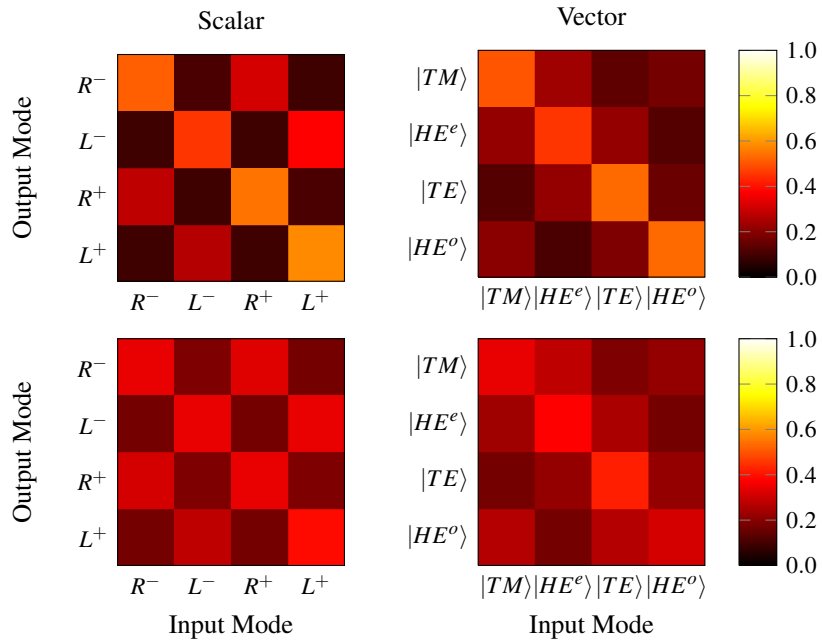 Scalar
Vector
Output Mode
R⁻
L⁻
R⁺
L⁺
R⁻ L⁻ R⁺ L⁺
|TM⟩
|HEᵉ⟩
|TE⟩
|HEᵒ⟩
|TM⟩|HEᵉ⟩|TE⟩|HEᵒ⟩
1.0
0.8
0.6
0.4
0.2
0.0
Output Mode
R⁻
L⁻
R⁺
L⁺
R⁻ L⁻ R⁺ L⁺
Input Mode
|TM⟩
|HEᵉ⟩
|TE⟩
|HEᵒ⟩
|TM⟩|HEᵉ⟩|TE⟩|HEᵒ⟩
Input Mode
1.0
0.8
0.6
0.4
0.2
0.0